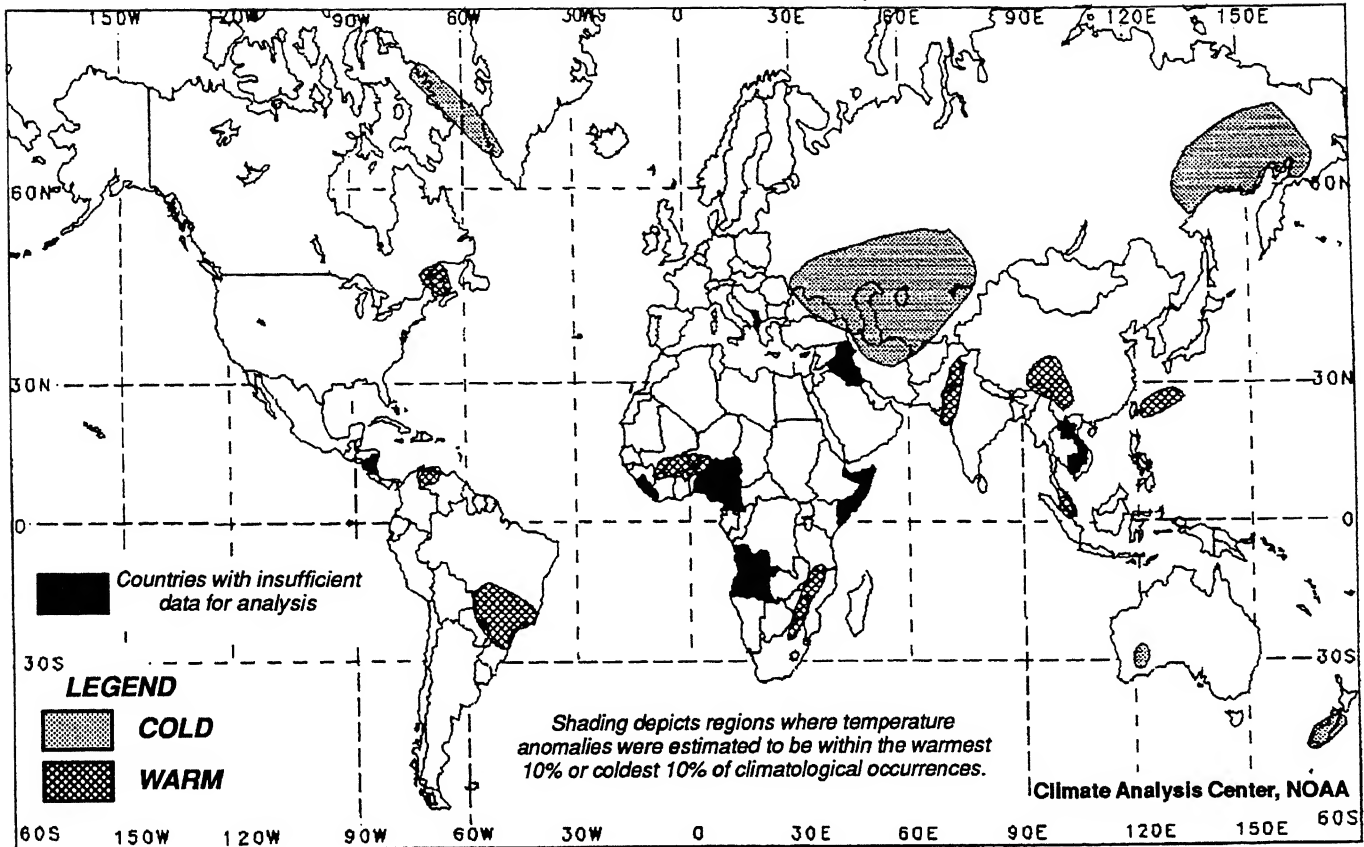 150W 120W 90W 60W 30W 0 30E 60E 90E 120E 150E
60N 60N
30N 30N
0 0
Countries with insufficient
data for analysis
30S 30S
LEGEND
COLD
WARM
Shading depicts regions where temperature
anomalies were estimated to be within the warmest
10% or coldest 10% of climatological occurrences.
Climate Analysis Center, NOAA
60S 150W 120W 90W 60W 30W 0 30E 60E 90E 120E 150E 60S